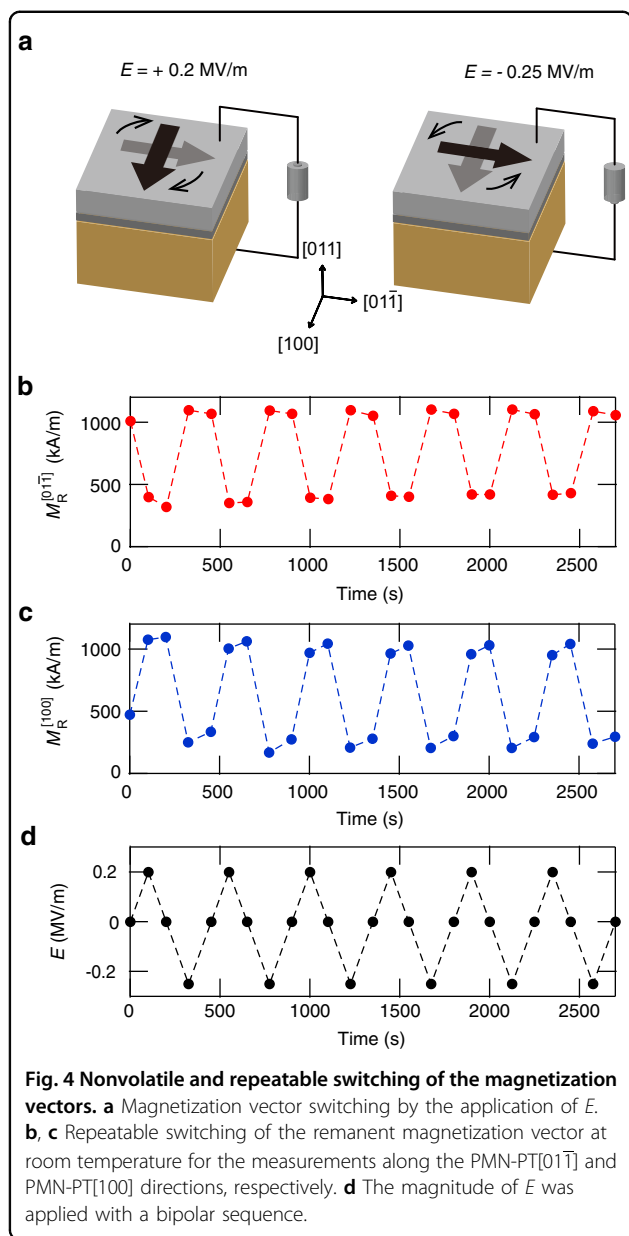 a
E = + 0.2 MV/m
E = - 0.25 MV/m
[011]
[011̅]
[100]
b
M_R^[011̅] (kA/m)
1000
500
0
0 500 1000 1500 2000 2500
Time (s)
c
M_R^[100] (kA/m)
1000
500
0
0 500 1000 1500 2000 2500
Time (s)
d
E (MV/m)
0.2
0
-0.2
0 500 1000 1500 2000 2500
Time (s)
Fig. 4 Nonvolatile and repeatable switching of the magnetization
vectors. a Magnetization vector switching by the application of E.
b, c Repeatable switching of the remanent magnetization vector at
room temperature for the measurements along the PMN-PT[011̅] and
PMN-PT[100] directions, respectively. d The magnitude of E was
applied with a bipolar sequence.